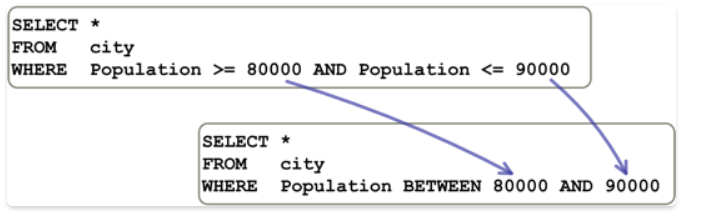 SELECT *
FROM city
WHERE Population >= 80000 AND Population <= 90000
SELECT *
FROM city
WHERE Population BETWEEN 80000 AND 90000